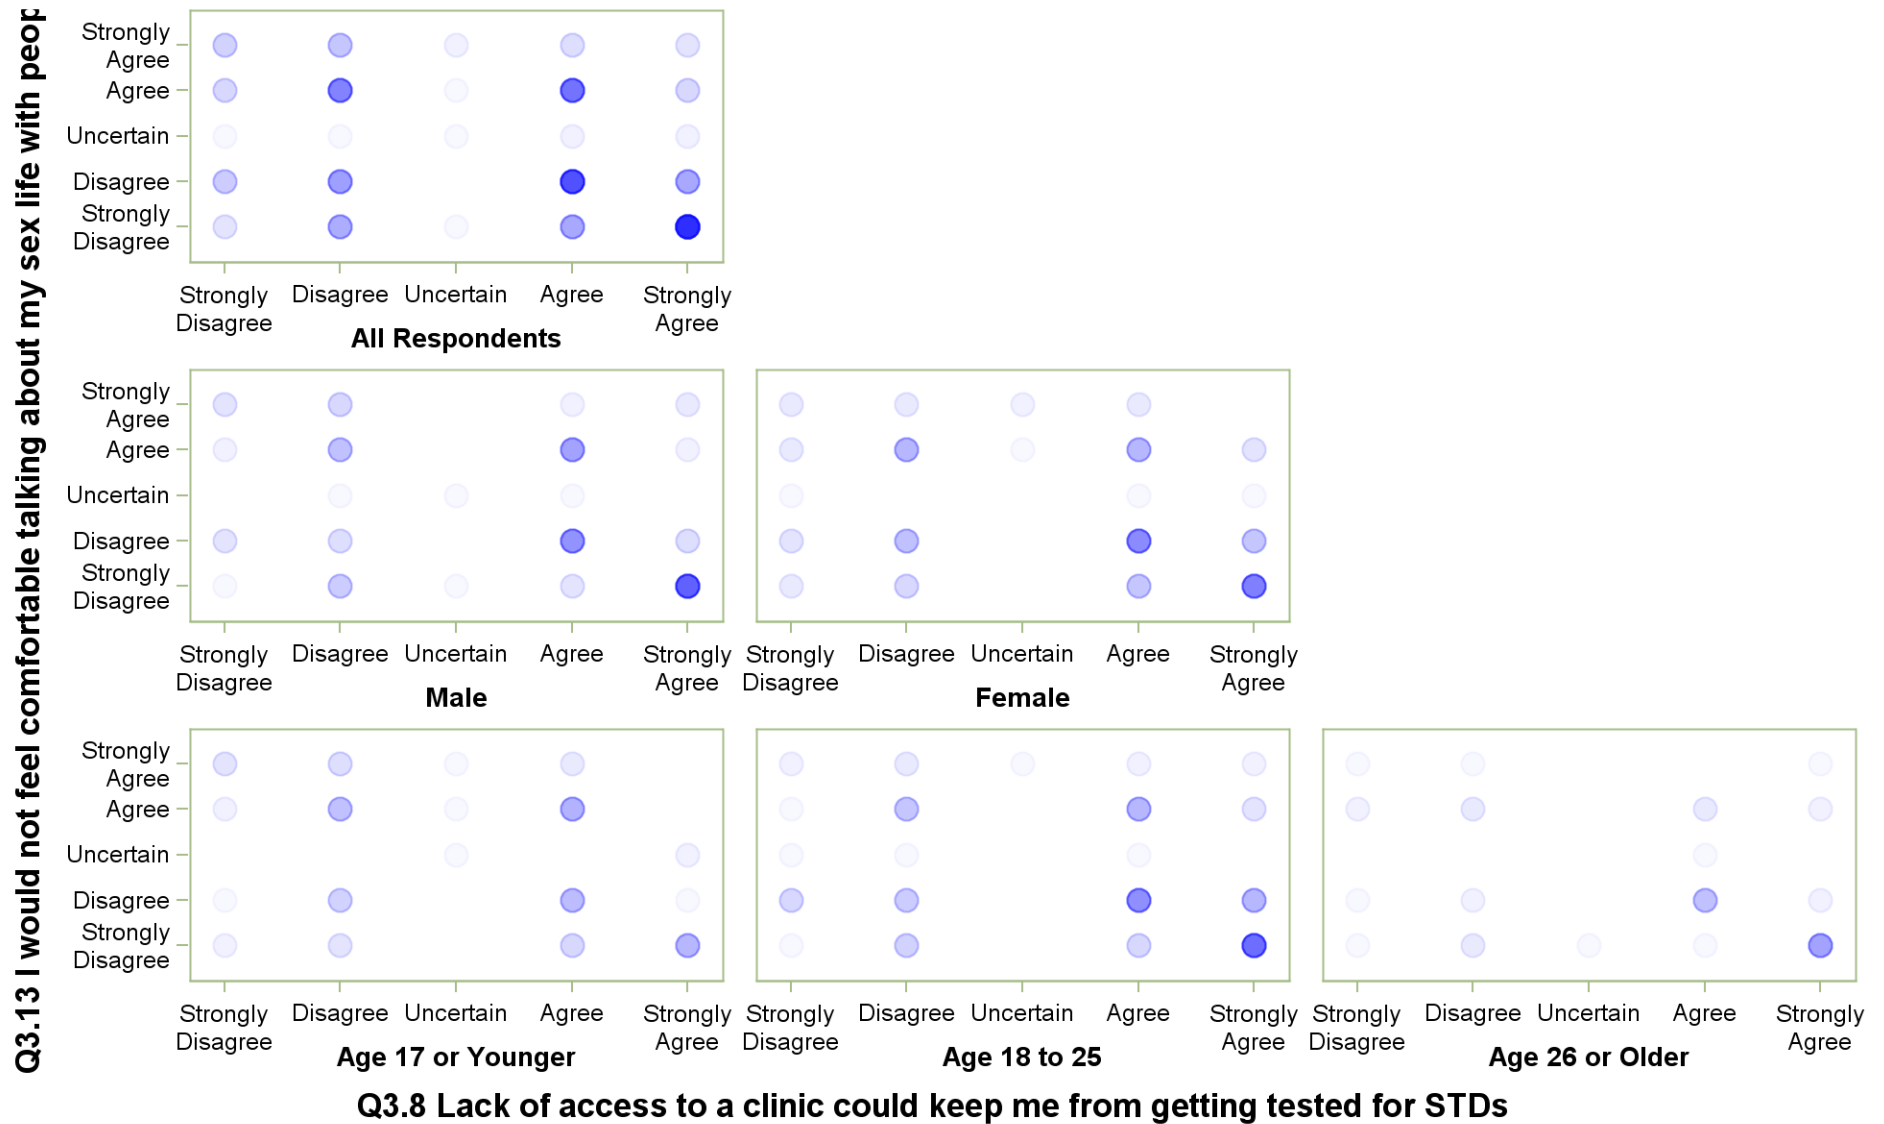 Q3.13 I would not feel comfortable talking about my sex life with
Strongly
Agree
Agree
Uncertain
Disagree
Strongly
Disagree
Strongly Disagree Uncertain Agree Strongly
Disagree Agree
All Respondents
Strongly
Agree
Agree
Uncertain
Disagree
Strongly
Disagree
Strongly Disagree Uncertain Agree Strongly
Disagree Agree
Male
Strongly Disagree Uncertain Agree Strongly
Disagree Agree
Female
Strongly
Agree
Agree
Uncertain
Disagree
Strongly
Disagree
Strongly Disagree Uncertain Agree Strongly
Disagree Agree
Age 17 or Younger
Strongly Disagree Uncertain Agree Strongly
Disagree Agree
Age 18 to 25
Strongly Disagree Uncertain Agree Strongly
Disagree Agree
Age 26 or Older
Q3.8 Lack of access to a clinic could keep me from getting tested for STDs